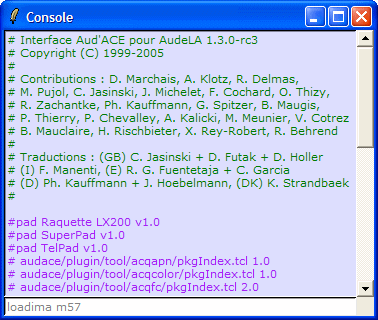 Console
# Interface Aud'ACE pour AudeLA 1.3.0-rc3
# Copyright (C) 1999-2005
#
# Contributions : D. Marchais, A. Klotz, R. Delmas,
# M. Pujol, C. Jasinski, J. Michelet, F. Cochard, O. Thizy,
# R. Zachantke, Ph. Kauffmann, G. Spitzer, B. Maugis,
# P. Thierry, P. Chevalley, A. Kalicki, M. Meunier, V. Cotrez
# B. Mauclaire, H. Rischbieter, X. Rey-Robert, R. Behrend
#
# Traductions : (GB) C. Jasinski + D. Futak + D. Holler
# (I) F. Manenti, (E) R. G. Fuentetaja + C. Garcia
# (D) Ph. Kauffmann + J. Hoebelmann, (DK) K. Strandbaek
#
#pad Raquette LX200 v1.0
#pad SuperPad v1.0
#pad TelPad v1.0
# audace/plugin/tool/acqapn/pkgIndex.tcl 1.0
# audace/plugin/tool/acqcolor/pkgIndex.tcl 1.0
# audace/plugin/tool/acqfc/pkgIndex.tcl 2.0
loadima m57